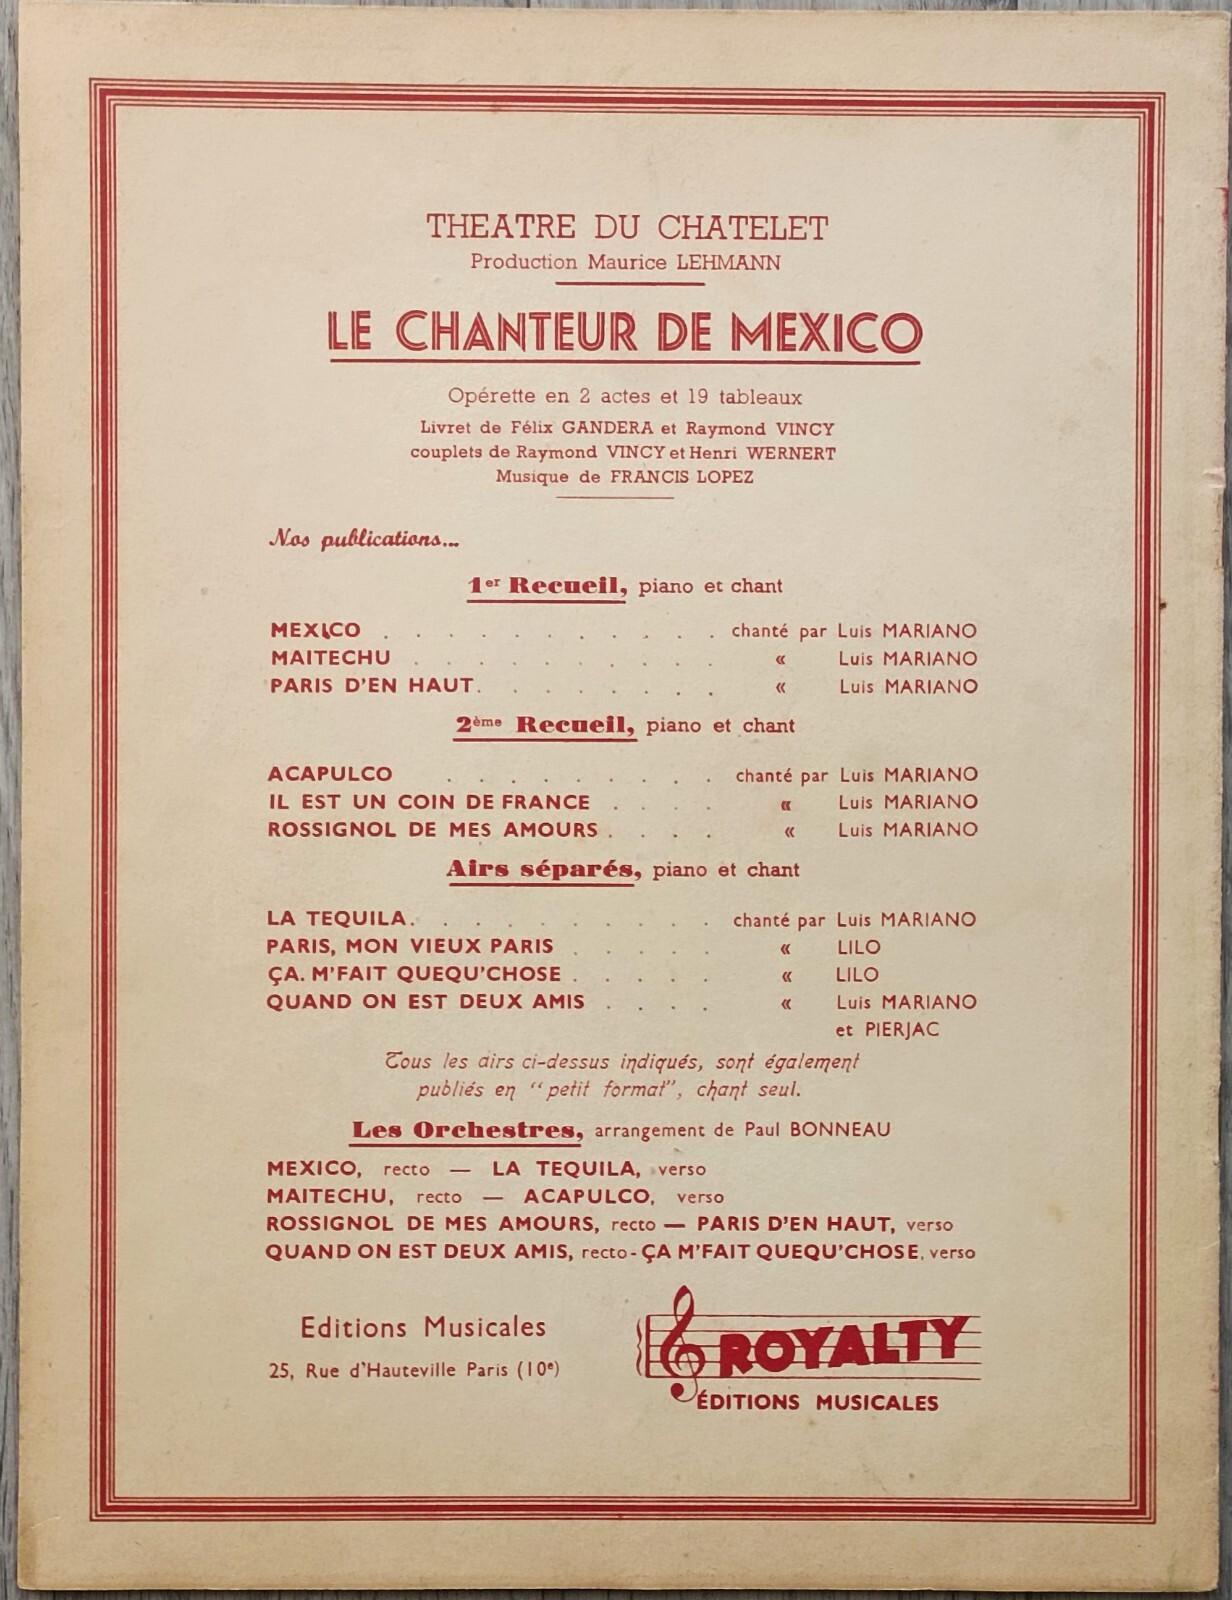 THEATRE DU CHATELET
Production Maurice LEHMANN
LE CHANTEUR DE MEXICO
Opérette en 2 actes et 19 tableaux
Livret de Félix GANDERA et Raymond VINCY
couplets de Raymond VINCY et Henri WERNERT
Musique de FRANCIS LOPEZ
Nos publications...
1er Recueil, piano et chant
MEXICO . . . . . . . . . . . chanté par Luis MARIANO
MAITECHU . . . . . . . . . . « Luis MARIANO
PARIS D'EN HAUT. . . . . . . . « Luis MARIANO
2ème Recueil, piano et chant
ACAPULCO . . . . . . . . . chanté par Luis MARIANO
IL EST UN COIN DE FRANCE . . . . « Luis MARIANO
ROSSIGNOL DE MES AMOURS . . . . « Luis MARIANO
Airs séparés, piano et chant
LA TEQUILA. . . . . . . . . . chanté par Luis MARIANO
PARIS, MON VIEUX PARIS . . . . . « LILO
ÇA. M'FAIT QUEQU'CHOSE . . . . . « LILO
QUAND ON EST DEUX AMIS . . . . « Luis MARIANO
et PIERJAC
Tous les airs ci-dessus indiqués, sont également
publiés en "petit format", chant seul.
Les Orchestres, arrangement de Paul BONNEAU
MEXICO, recto — LA TEQUILA, verso
MAITECHU, recto — ACAPULCO, verso
ROSSIGNOL DE MES AMOURS, recto — PARIS D'EN HAUT, verso
QUAND ON EST DEUX AMIS, recto - ÇA M'FAIT QUEQU'CHOSE, verso
Editions Musicales
25, Rue d'Hauteville Paris (10e)
ROYALTY
ÉDITIONS MUSICALES